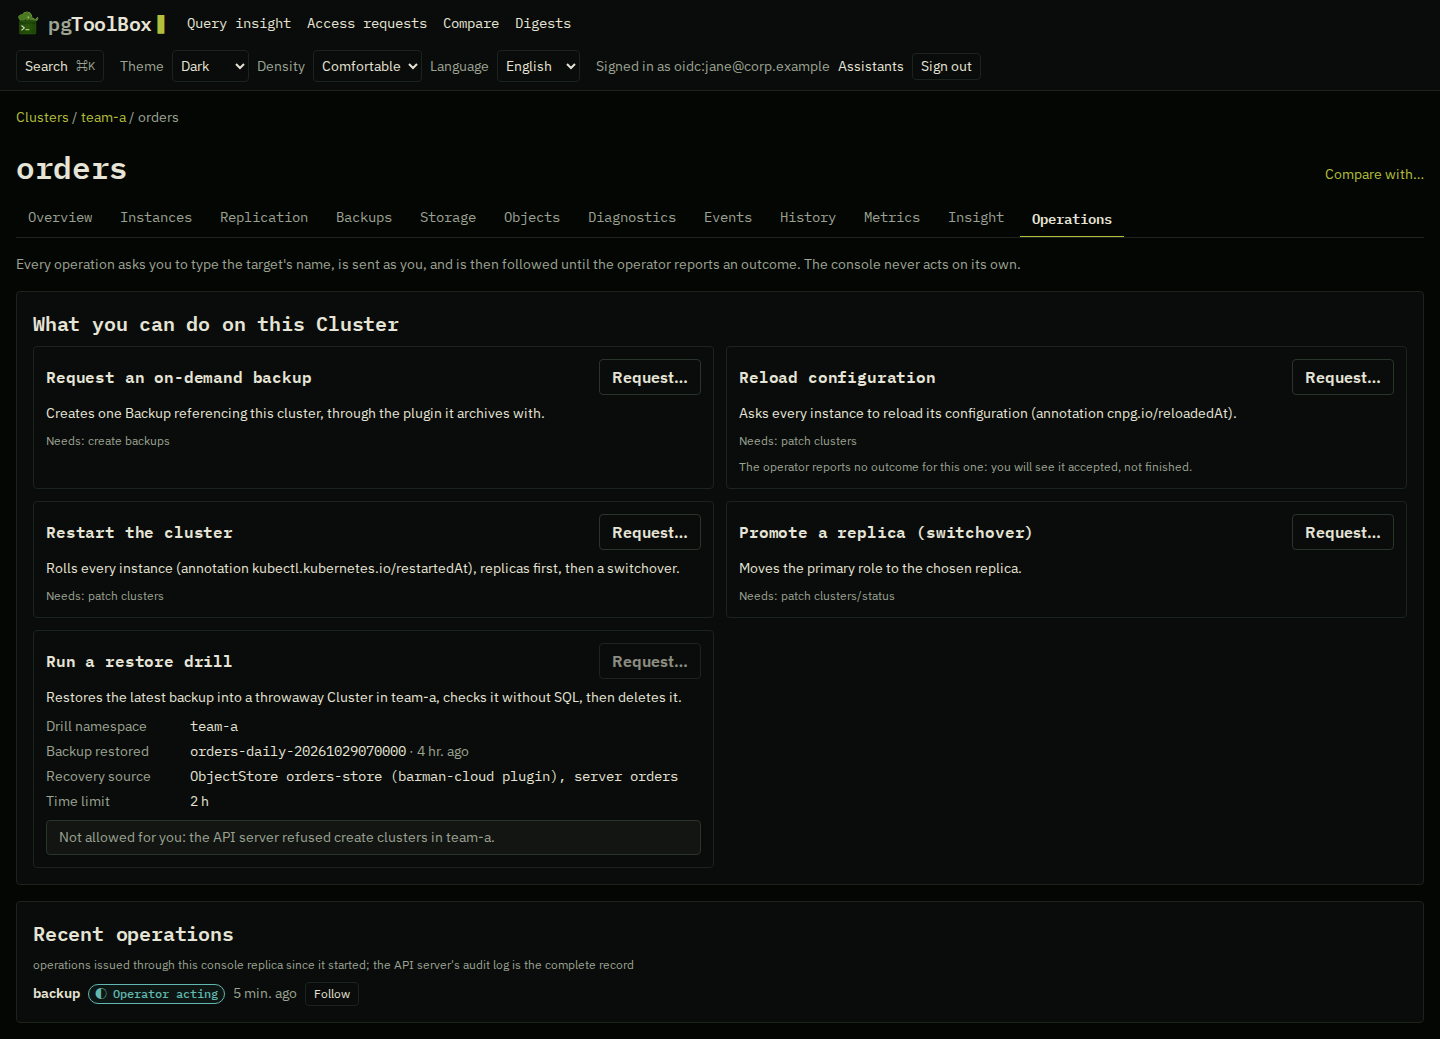 pgToolBox
Query insight
Access requests
Compare
Digests
Search ⌘K
Theme
Dark
Density
Comfortable
Language
English
Signed in as oidc:jane@corp.example
Assistants
Sign out
Clusters / team-a / orders
orders
Compare with...
Overview
Instances
Replication
Backups
Storage
Objects
Diagnostics
Events
History
Metrics
Insight
Operations
Every operation asks you to type the target's name, is sent as you, and is then followed until the operator reports an outcome. The console never acts on its own.
What you can do on this Cluster
Request an on-demand backup
Request...
Creates one Backup referencing this cluster, through the plugin it archives with.
Needs: create backups
Reload configuration
Request...
Asks every instance to reload its configuration (annotation cnpg.io/reloadedAt).
Needs: patch clusters
The operator reports no outcome for this one: you will see it accepted, not finished.
Restart the cluster
Request...
Rolls every instance (annotation kubectl.kubernetes.io/restartedAt), replicas first, then a switchover.
Needs: patch clusters
Promote a replica (switchover)
Request...
Moves the primary role to the chosen replica.
Needs: patch clusters/status
Run a restore drill
Request...
Restores the latest backup into a throwaway Cluster in team-a, checks it without SQL, then deletes it.
Drill namespace team-a
Backup restored orders-daily-20261029070000 · 4 hr. ago
Recovery source ObjectStore orders-store (barman-cloud plugin), server orders
Time limit 2 h
Not allowed for you: the API server refused create clusters in team-a.
Recent operations
operations issued through this console replica since it started; the API server's audit log is the complete record
backup Operator acting 5 min. ago Follow